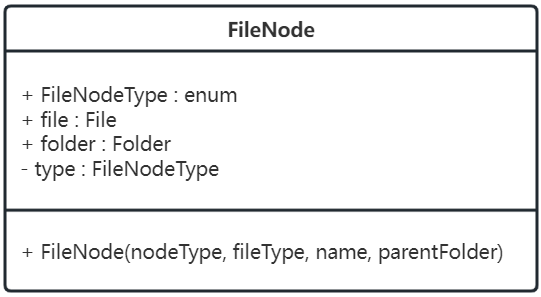 FileNode
+ FileNodeType : enum
+ file : File
+ folder : Folder
- type : FileNodeType
+ FileNode(nodeType, fileType, name, parentFolder)